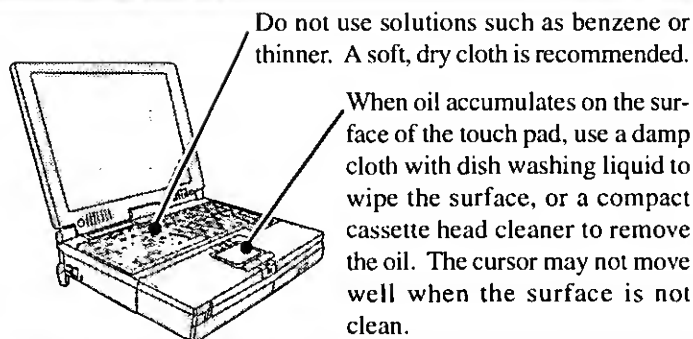 Do not use solutions such as benzene or
thinner. A soft, dry cloth is recommended.
When oil accumulates on the sur-
face of the touch pad, use a damp
cloth with dish washing liquid to
wipe the surface, or a compact
cassette head cleaner to remove
the oil. The cursor may not move
well when the surface is not
clean.